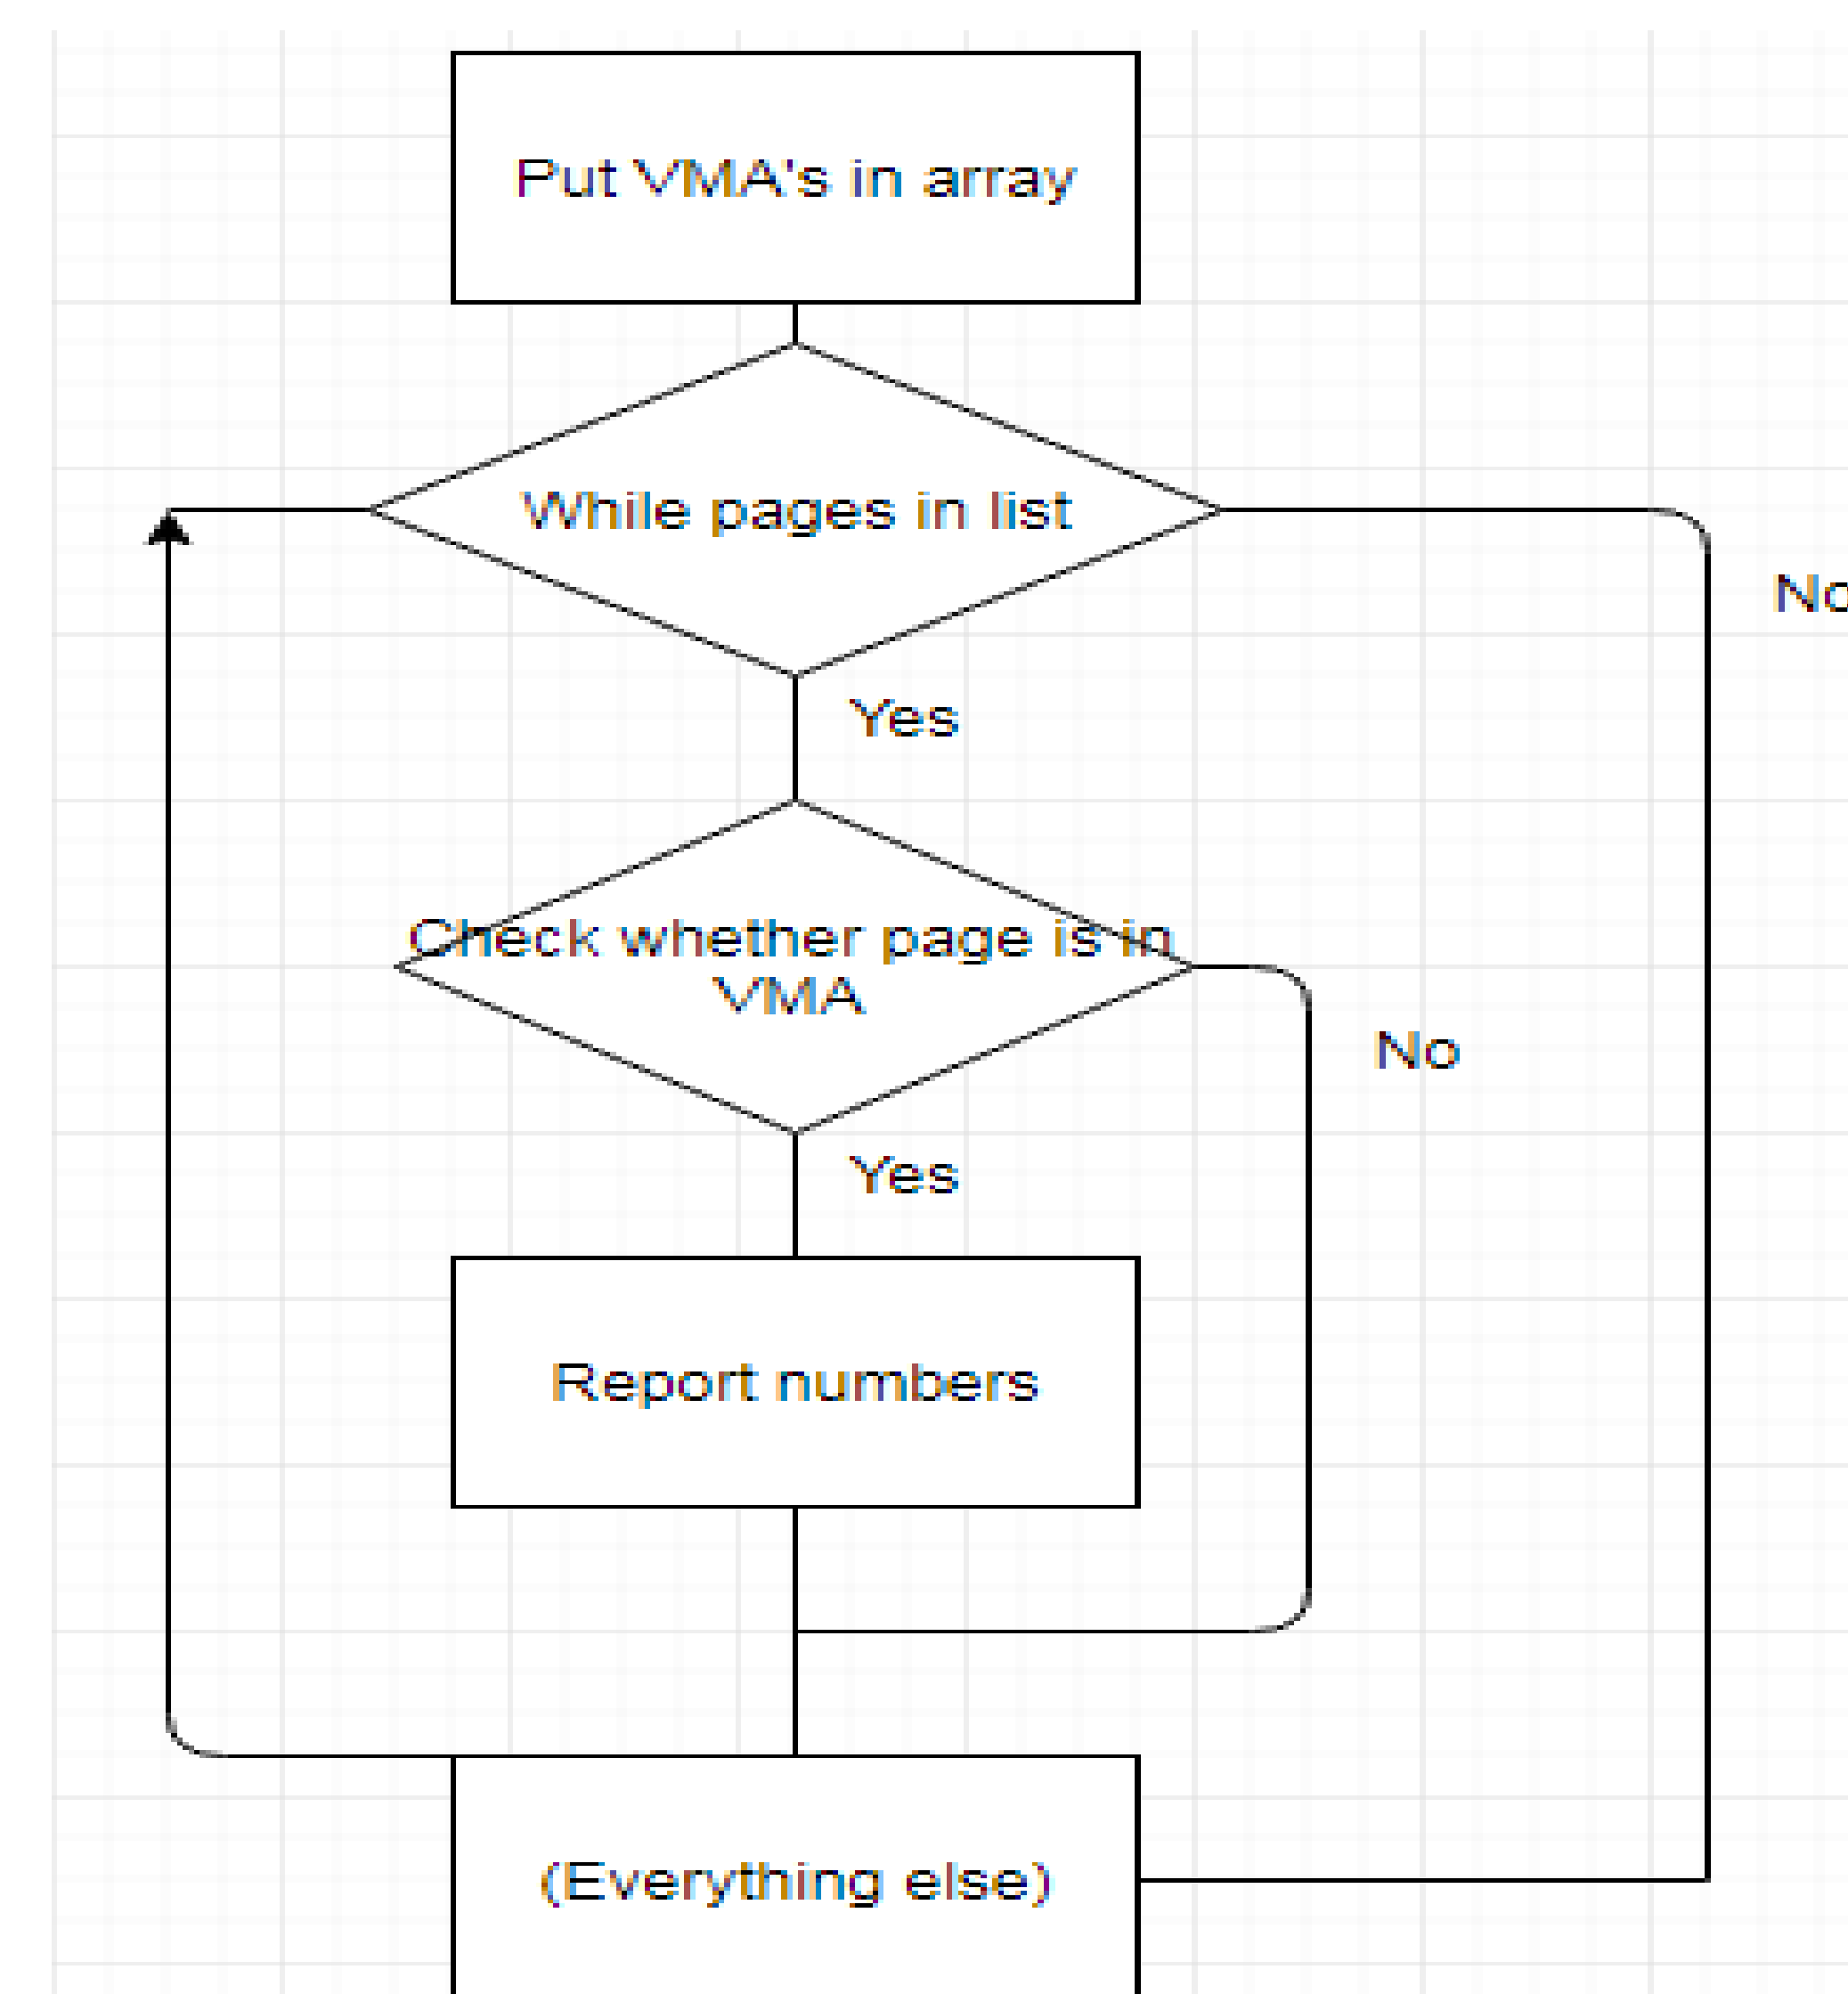 Put VMA's in array
While pages in list
No
Yes
Check whether page is in
VMA
No
Yes
Report numbers
(Everything else)